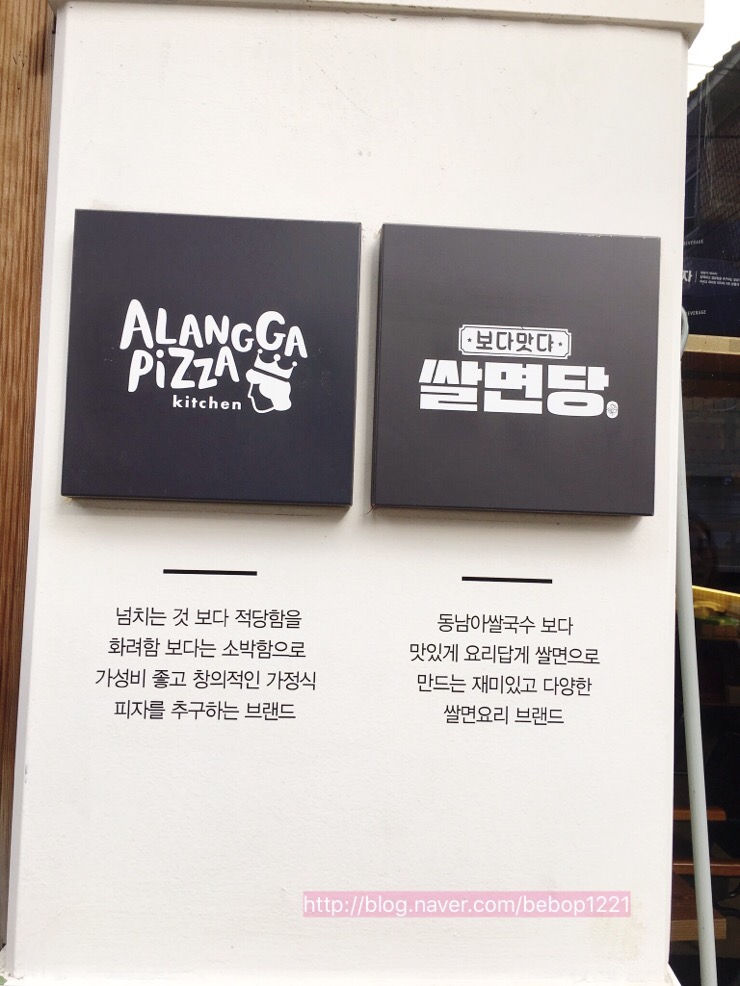 ALANGGA
PiZZA
kitchen
보다맛다
쌀면당
넘치는 것 보다 적당함을
화려함 보다는 소박함으로
가성비 좋고 창의적인 가정식
피자를 추구하는 브랜드
동남아쌀국수 보다
맛있게 요리답게 쌀면으로
만드는 재미있고 다양한
쌀면요리 브랜드
http://blog.naver.com/bebop1221